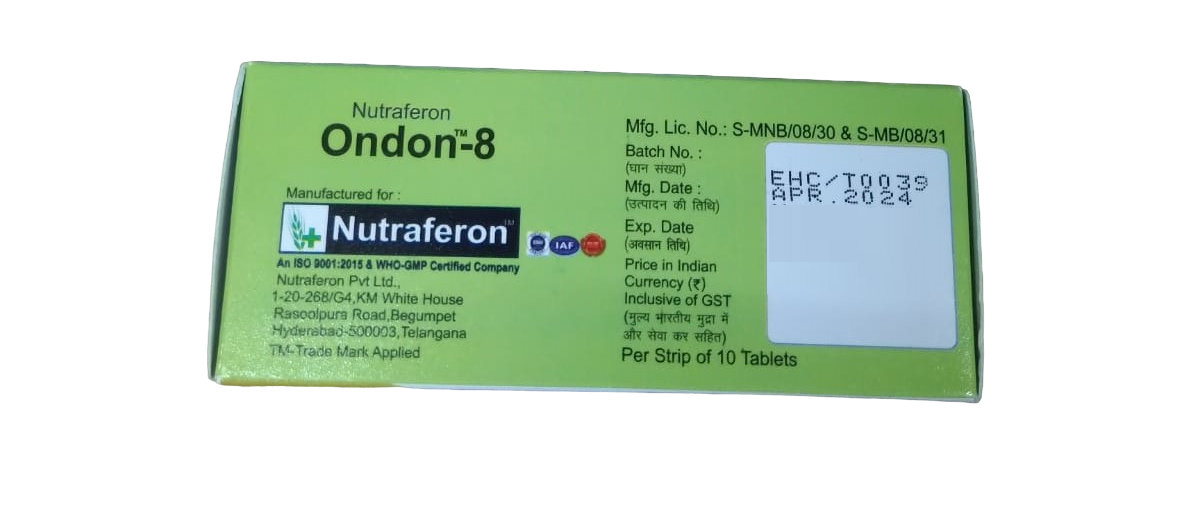 Nutraferon
Ondon™-8
Manufactured for :
Nutraferon™
An ISO 9001:2015 & WHO-GMP Certified Company
Nutraferon Pvt Ltd.,
1-20-268/G4,KM White House
Rasoolpura Road,Begumpet
Hyderabad-500003,Telangana
TM-Trade Mark Applied
IAF
Mfg. Lic. No.: S-MNB/08/30 & S-MB/08/31
Batch No. :
(घान संख्या)
Mfg. Date :
(उत्पादन की तिथि)
Exp. Date
(अवसान तिथि)
Price in Indian
Currency (₹)
Inclusive of GST
(मुल्य भारतीय मुद्रा में
और सेवा कर सहित)
Per Strip of 10 Tablets
EHC/T0039
APR.2024